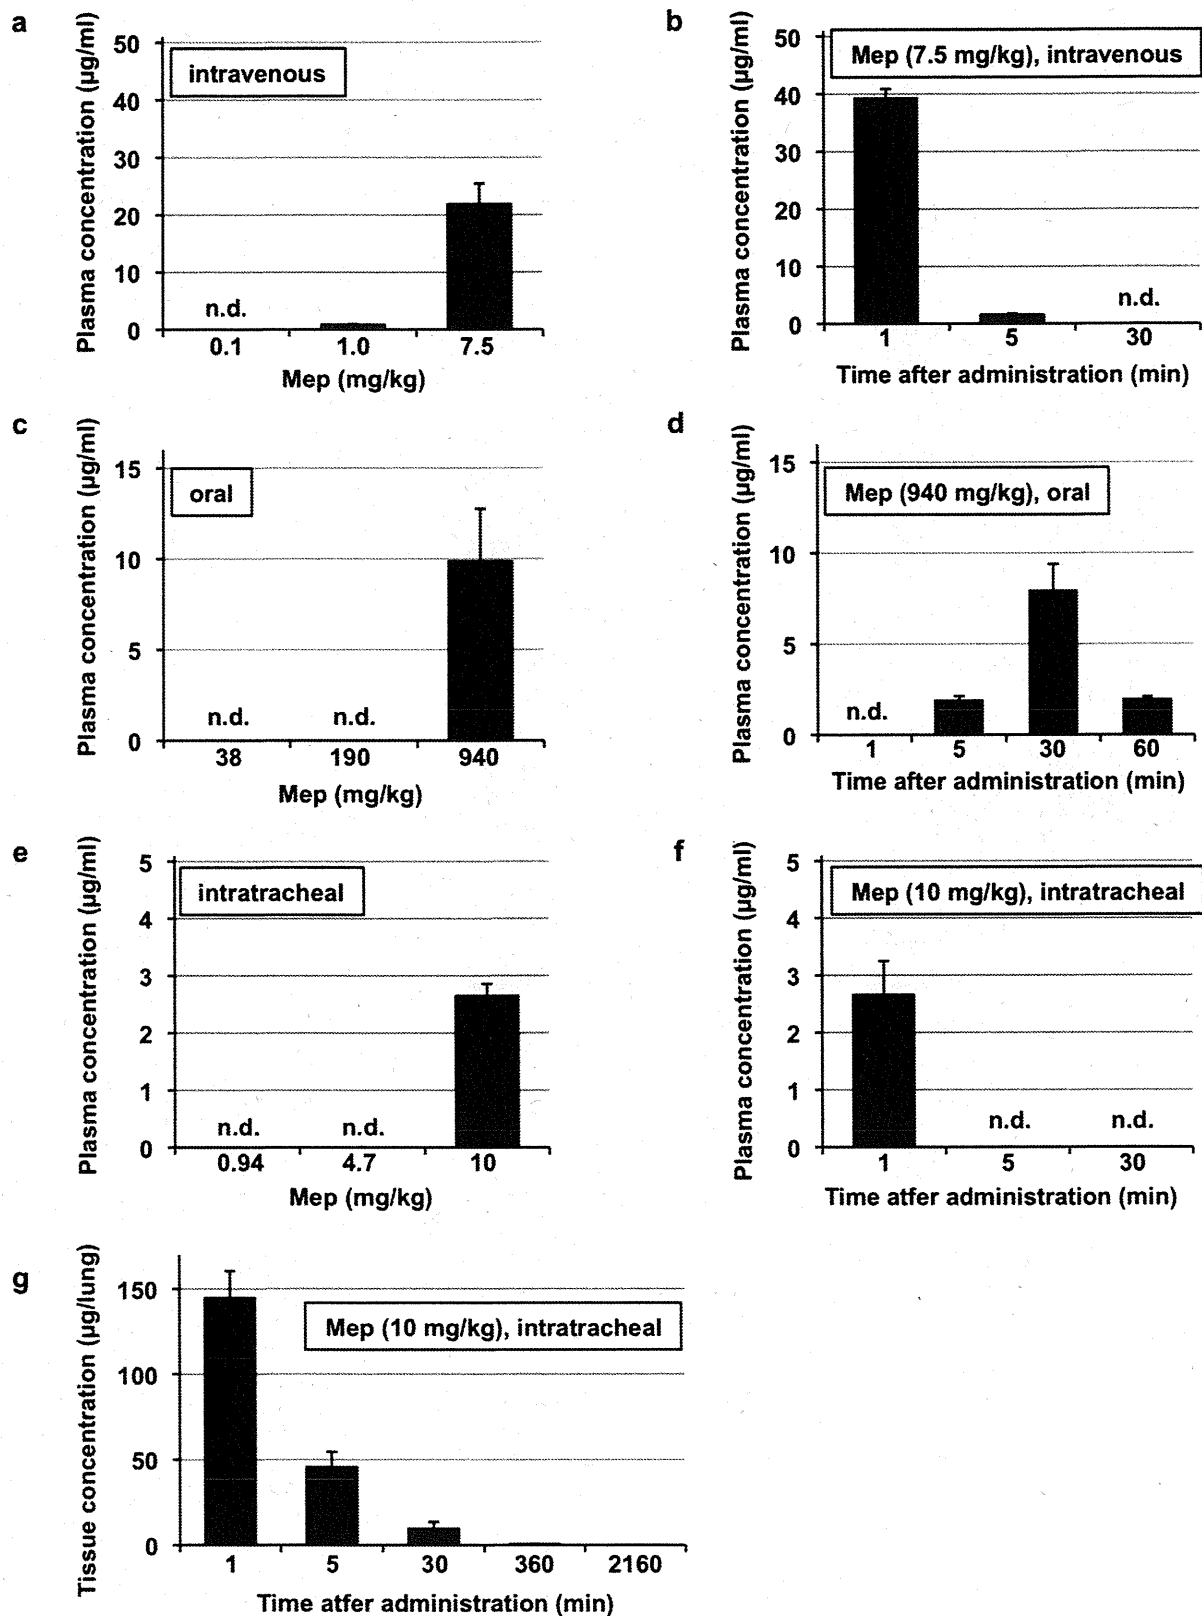 a
Plasma concentration (µg/ml)
50
40
30
20
10
0
intravenous
n.d.
0.1 1.0 7.5
Mep (mg/kg)
b
Plasma concentration (µg/ml)
50
40
30
20
10
0
Mep (7.5 mg/kg), intravenous
n.d.
1 5 30
Time after administration (min)
c
Plasma concentration (µg/ml)
15
10
5
0
oral
n.d. n.d.
38 190 940
Mep (mg/kg)
d
Plasma concentration (µg/ml)
15
10
5
0
Mep (940 mg/kg), oral
n.d.
1 5 30 60
Time after administration (min)
e
Plasma concentration (µg/ml)
5
4
3
2
1
0
intratracheal
n.d. n.d.
0.94 4.7 10
Mep (mg/kg)
f
Plasma concentration (µg/ml)
5
4
3
2
1
0
Mep (10 mg/kg), intratracheal
n.d. n.d.
1 5 30
Time atfer administration (min)
g
Tissue concentration (µg/lung)
150
100
50
0
Mep (10 mg/kg), intratracheal
1 5 30 360 2160
Time atfer administration (min)